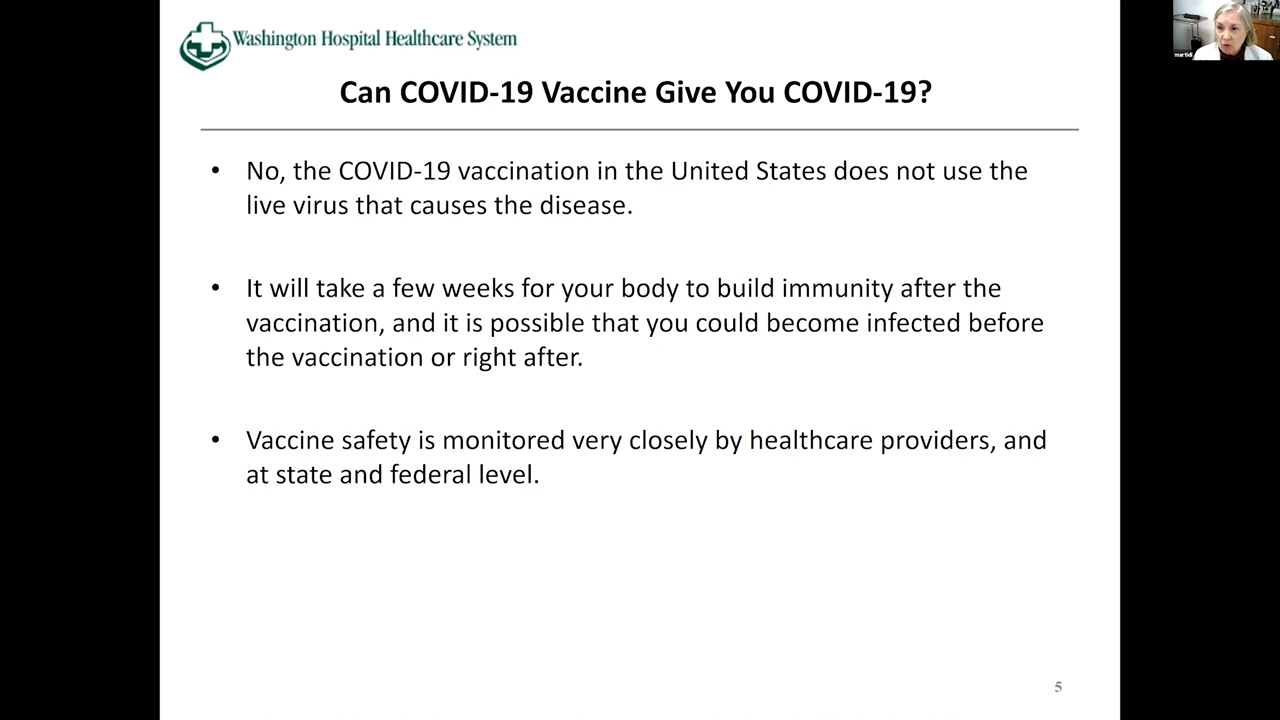 Washington Hospital Healthcare System
Can COVID-19 Vaccine Give You COVID-19?
• No, the COVID-19 vaccination in the United States does not use the
live virus that causes the disease.
• It will take a few weeks for your body to build immunity after the
vaccination, and it is possible that you could become infected before
the vaccination or right after.
• Vaccine safety is monitored very closely by healthcare providers, and
at state and federal level.
5